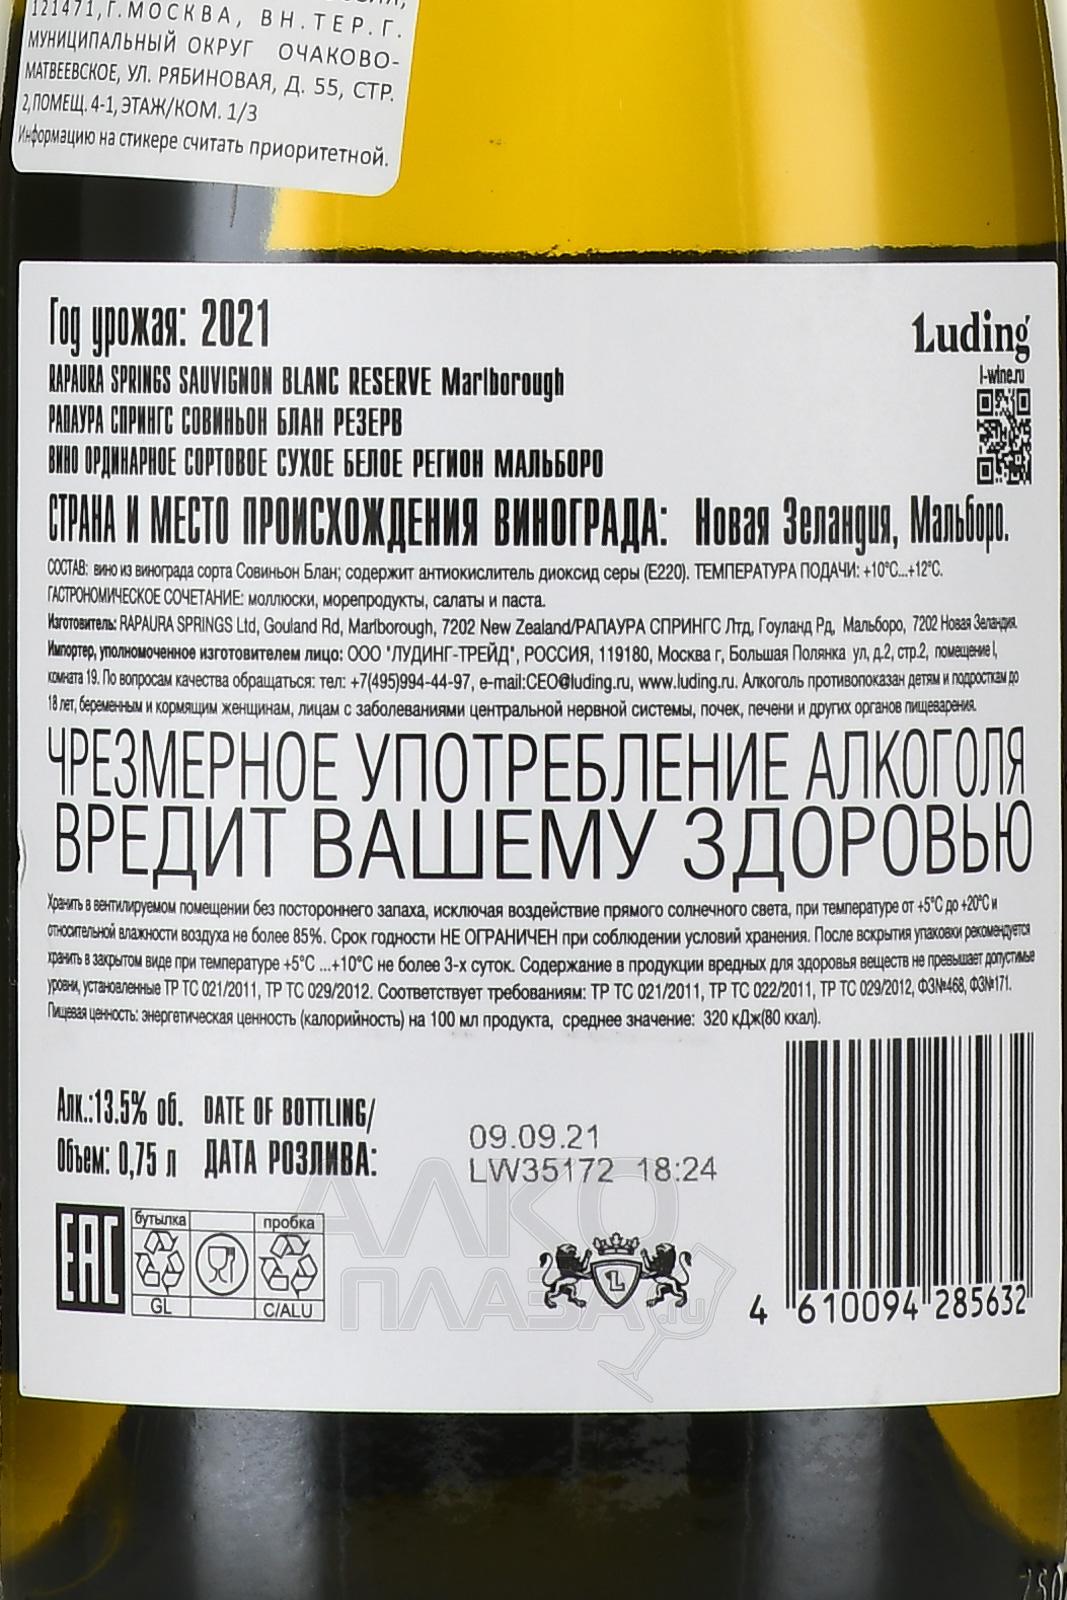 121471, Г. МОСКВА, ВН.ТЕР.Г.
МУНИЦИПАЛЬНЫЙ ОКРУГ ОЧАКОВО-
МАТВЕЕВСКОЕ, УЛ. РЯБИНОВАЯ, Д. 55, СТР.
2, ПОМЕЩ. 4-1, ЭТАЖ/КОМ. 1/3
Информацию на стикере считать приоритетной.
Год урожая: 2021
Luding
l-wine.ru
RAPAURA SPRINGS SAUVIGNON BLANC RESERVE Marlborough
РАПАУРА СПРИНГС СОВИНЬОН БЛАН РЕЗЕРВ
ВИНО ОРДИНАРНОЕ СОРТОВОЕ СУХОЕ БЕЛОЕ РЕГИОН МАЛЬБОРО
СТРАНА И МЕСТО ПРОИСХОЖДЕНИЯ ВИНОГРАДА: Новая Зеландия, Мальборо.
СОСТАВ: вино из винограда сорта Совиньон Блан; содержит антиокислитель диоксид серы (Е220). ТЕМПЕРАТУРА ПОДАЧИ: +10°С...+12°С.
ГАСТРОНОМИЧЕСКОЕ СОЧЕТАНИЕ: моллюски, морепродукты, салаты и паста.
Изготовитель: RAPAURA SPRINGS Ltd, Gouland Rd, Marlborough, 7202 New Zealand/РАПАУРА СПРИНГС Лтд, Гоуланд Рд, Мальборо, 7202 Новая Зеландия.
Импортер, уполномоченное изготовителем лицо: ООО "ЛУДИНГ-ТРЕЙД", РОССИЯ, 119180, Москва г, Большая Полянка ул, д.2, стр.2, помещение I,
комната 19. По вопросам качества обращаться: тел: +7(495)994-44-97, e-mail:CEO@luding.ru, www.luding.ru. Алкоголь противопоказан детям и подросткам до
18 лет, беременным и кормящим женщинам, лицам с заболеваниями центральной нервной системы, почек, печени и других органов пищеварения.
ЧРЕЗМЕРНОЕ УПОТРЕБЛЕНИЕ АЛКОГОЛЯ
ВРЕДИТ ВАШЕМУ ЗДОРОВЬЮ
Хранить в вентилируемом помещении без постороннего запаха, исключая воздействие прямого солнечного света, при температуре от +5°С до +20°С и
относительной влажности воздуха не более 85%. Срок годности НЕ ОГРАНИЧЕН при соблюдении условий хранения. После вскрытия упаковки рекомендуется
хранить в закрытом виде при температуре +5°С ...+10°С не более 3-х суток. Содержание в продукции вредных для здоровья веществ не превышает допустимые
уровни, установленные ТР ТС 021/2011, ТР ТС 029/2012. Соответствует требованиям: ТР ТС 021/2011, ТР ТС 022/2011, ТР ТС 029/2012, ФЗ№468, ФЗ№171.
Пищевая ценность: энергетическая ценность (калорийность) на 100 мл продукта, среднее значение: 320 кДж(80 ккал).
Алк.:13.5% об.
Объем: 0,75 л
DATE OF BOTTLING/
ДАТА РОЗЛИВА:
09.09.21
LW35172 18:24
EAC
бутылка
пробка
GL
C/ALU
L
4 610094 285632
АЛКО
ПЛАЗА.ru